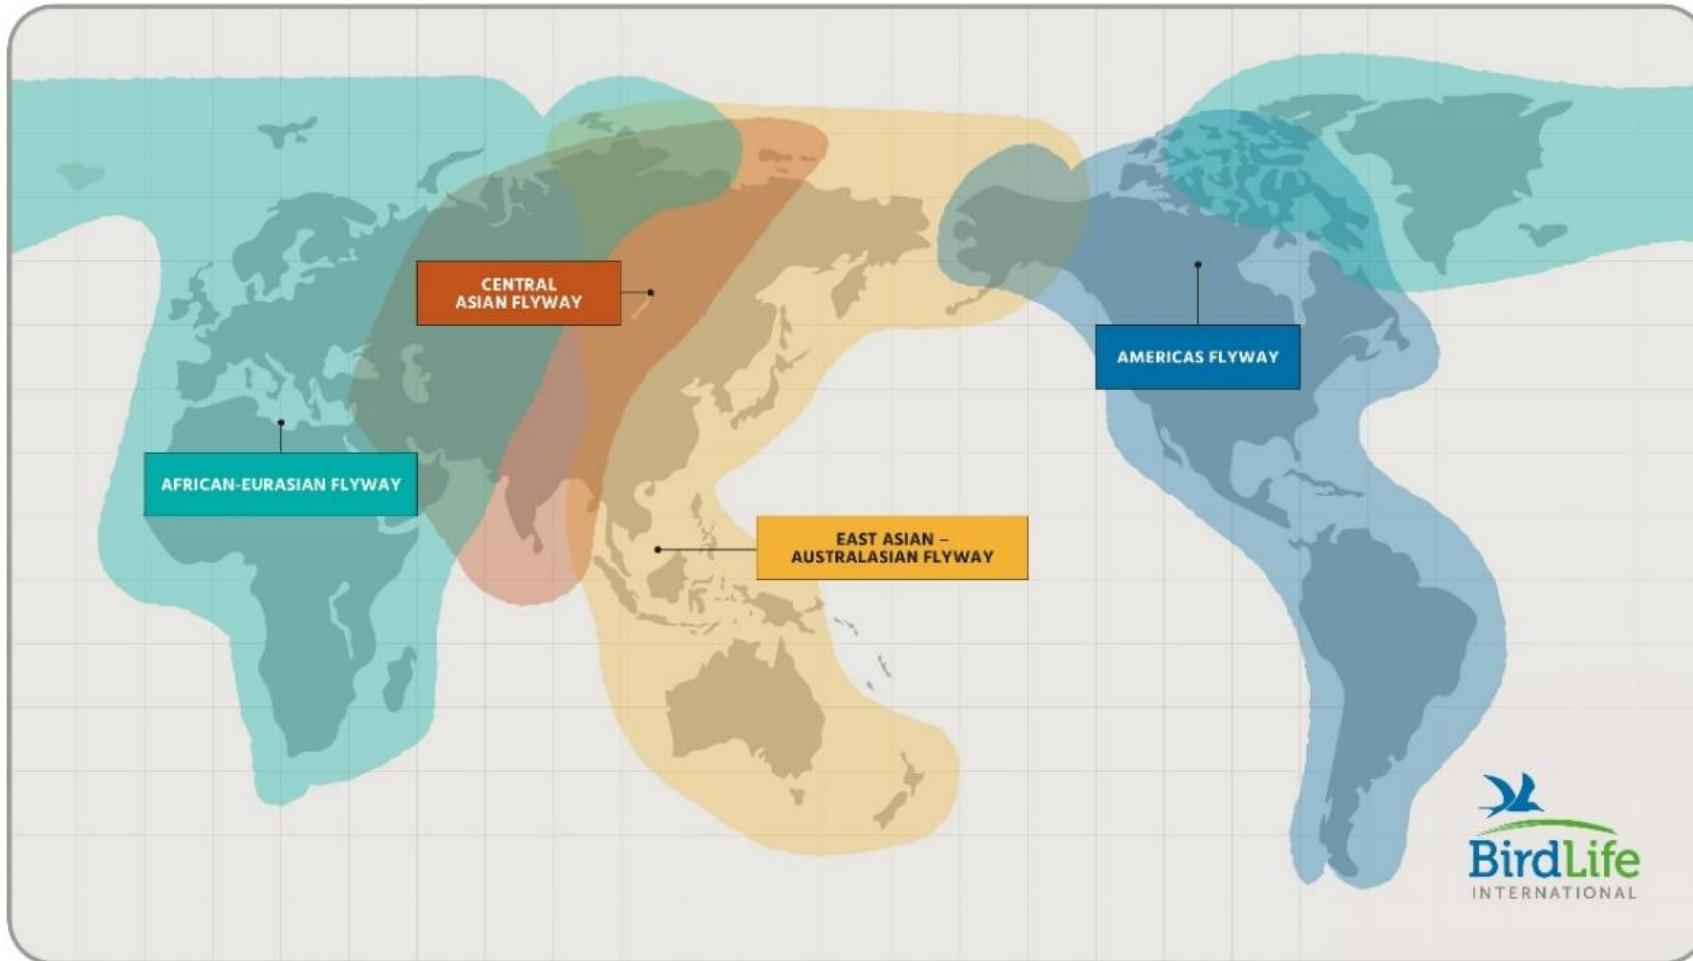 CENTRAL
ASIAN FLYWAY
AMERICAS FLYWAY
AFRICAN-EURASIAN FLYWAY
EAST ASIAN –
AUSTRALASIAN FLYWAY
BirdLife
INTERNATIONAL